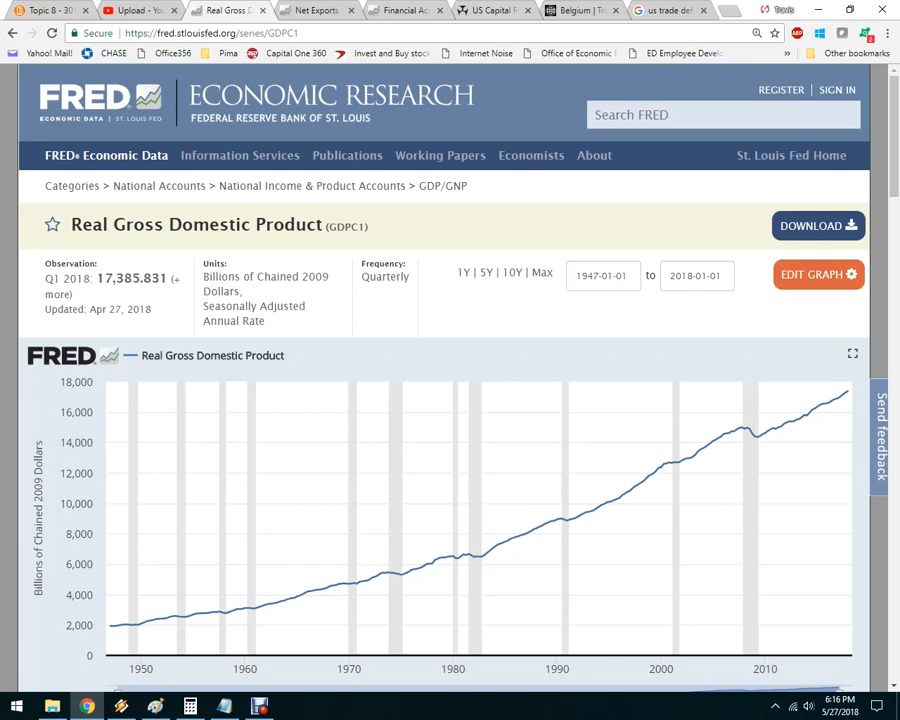 Topic 8 - 30
Upload - Yo
Real Gross D
Net Exports
Financial Ac
US Capital F
Belgium | Tra
us trade def
Travis
Secure
https://fred.stlouisfed.org/series/GDPC1
Yahoo! Mail!
CHASE
Office356
Pima
Capital One 360
Invest and Buy stoc
Internet Noise
Office of Economic
ED Employee Devel
»
Other bookmarks
FRED
ECONOMIC DATA | ST. LOUIS FED
ECONOMIC RESEARCH
FEDERAL RESERVE BANK OF ST. LOUIS
REGISTER | SIGN IN
Search FRED
FRED® Economic Data
Information Services
Publications
Working Papers
Economists
About
St. Louis Fed Home
Categories > National Accounts > National Income & Product Accounts > GDP/GNP
Real Gross Domestic Product (GDPC1)
DOWNLOAD
Observation:
Q1 2018: 17,385.831 (+
more)
Updated: Apr 27, 2018
Units:
Billions of Chained 2009
Dollars,
Seasonally Adjusted
Annual Rate
Frequency:
Quarterly
1Y | 5Y | 10Y | Max
1947-01-01
to
2018-01-01
EDIT GRAPH
FRED
Real Gross Domestic Product
18,000
16,000
14,000
12,000
10,000
8,000
6,000
4,000
2,000
0
Billions of Chained 2009 Dollars
1950
1960
1970
1980
1990
2000
2010
Send feedback
6:16 PM
5/27/2018